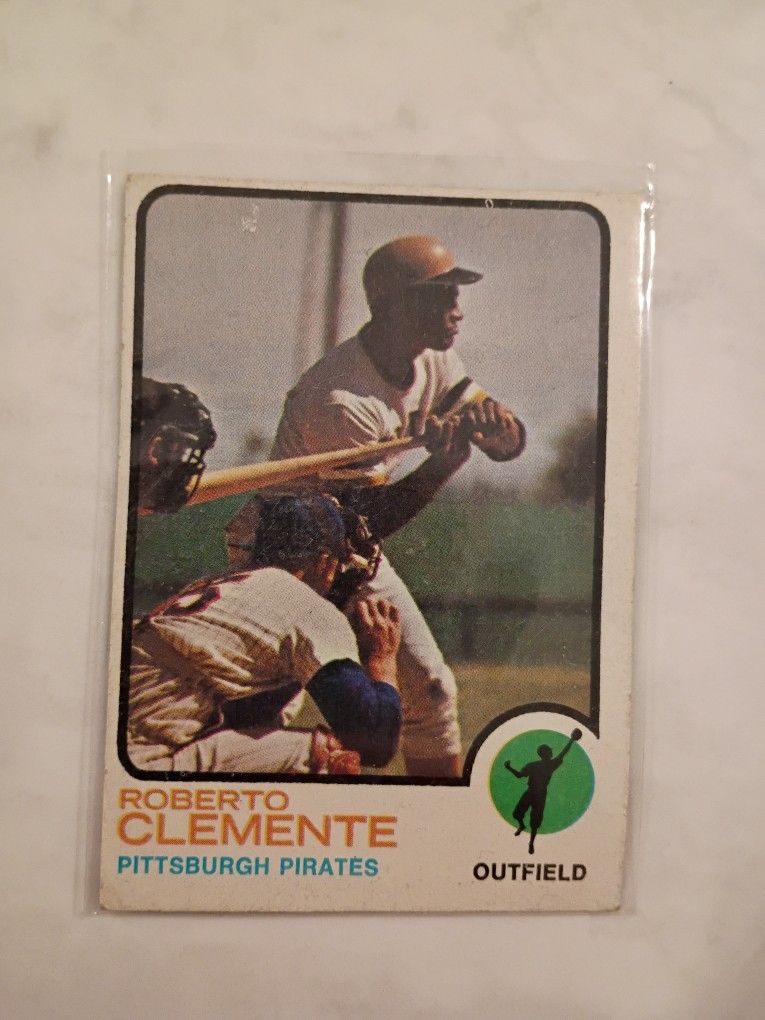 ROBERTO
CLEMENTE
PITTSBURGH PIRATES
OUTFIELD